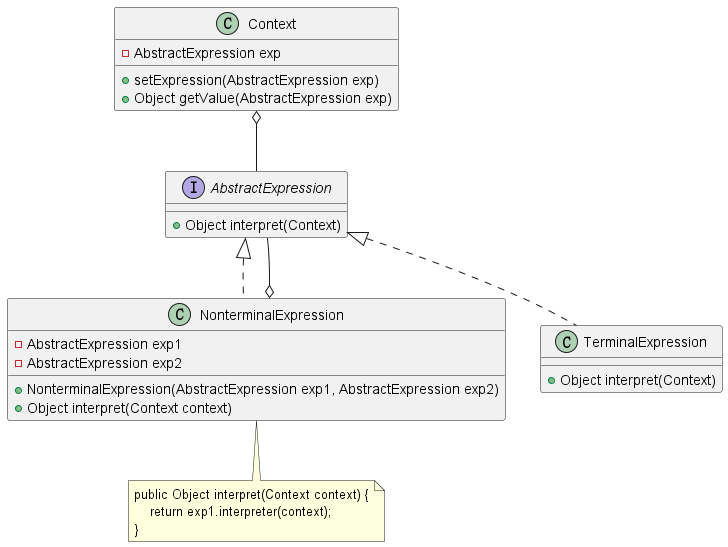 C Context
AbstractExpression exp
setExpression(AbstractExpression exp)
Object getValue(AbstractExpression exp)
I AbstractExpression
Object interpret(Context)
C NonterminalExpression
AbstractExpression exp1
AbstractExpression exp2
NonterminalExpression(AbstractExpression exp1, AbstractExpression exp2)
Object interpret(Context context)
C TerminalExpression
Object interpret(Context)
public Object interpret(Context context) {
return exp1.interpreter(context);
}